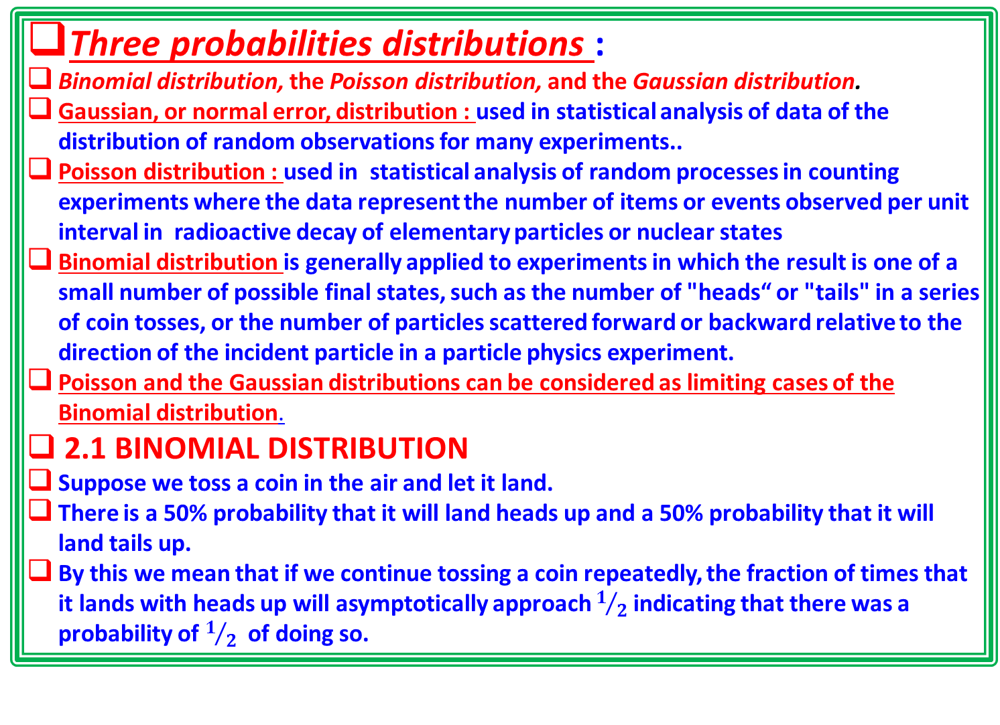 ❑Three probabilities distributions :
❑ Binomial distribution, the Poisson distribution, and the Gaussian distribution.
❑ Gaussian, or normal error, distribution : used in statistical analysis of data of the
distribution of random observations for many experiments..
❑ Poisson distribution : used in statistical analysis of random processes in counting
experiments where the data represent the number of items or events observed per unit
interval in radioactive decay of elementary particles or nuclear states
❑ Binomial distribution is generally applied to experiments in which the result is one of a
small number of possible final states, such as the number of "heads“ or "tails" in a series
of coin tosses, or the number of particles scattered forward or backward relative to the
direction of the incident particle in a particle physics experiment.
❑ Poisson and the Gaussian distributions can be considered as limiting cases of the
Binomial distribution.
❑ 2.1 BINOMIAL DISTRIBUTION
❑ Suppose we toss a coin in the air and let it land.
❑ There is a 50% probability that it will land heads up and a 50% probability that it will
land tails up.
❑ By this we mean that if we continue tossing a coin repeatedly, the fraction of times that
it lands with heads up will asymptotically approach 1/2 indicating that there was a
probability of 1/2 of doing so.